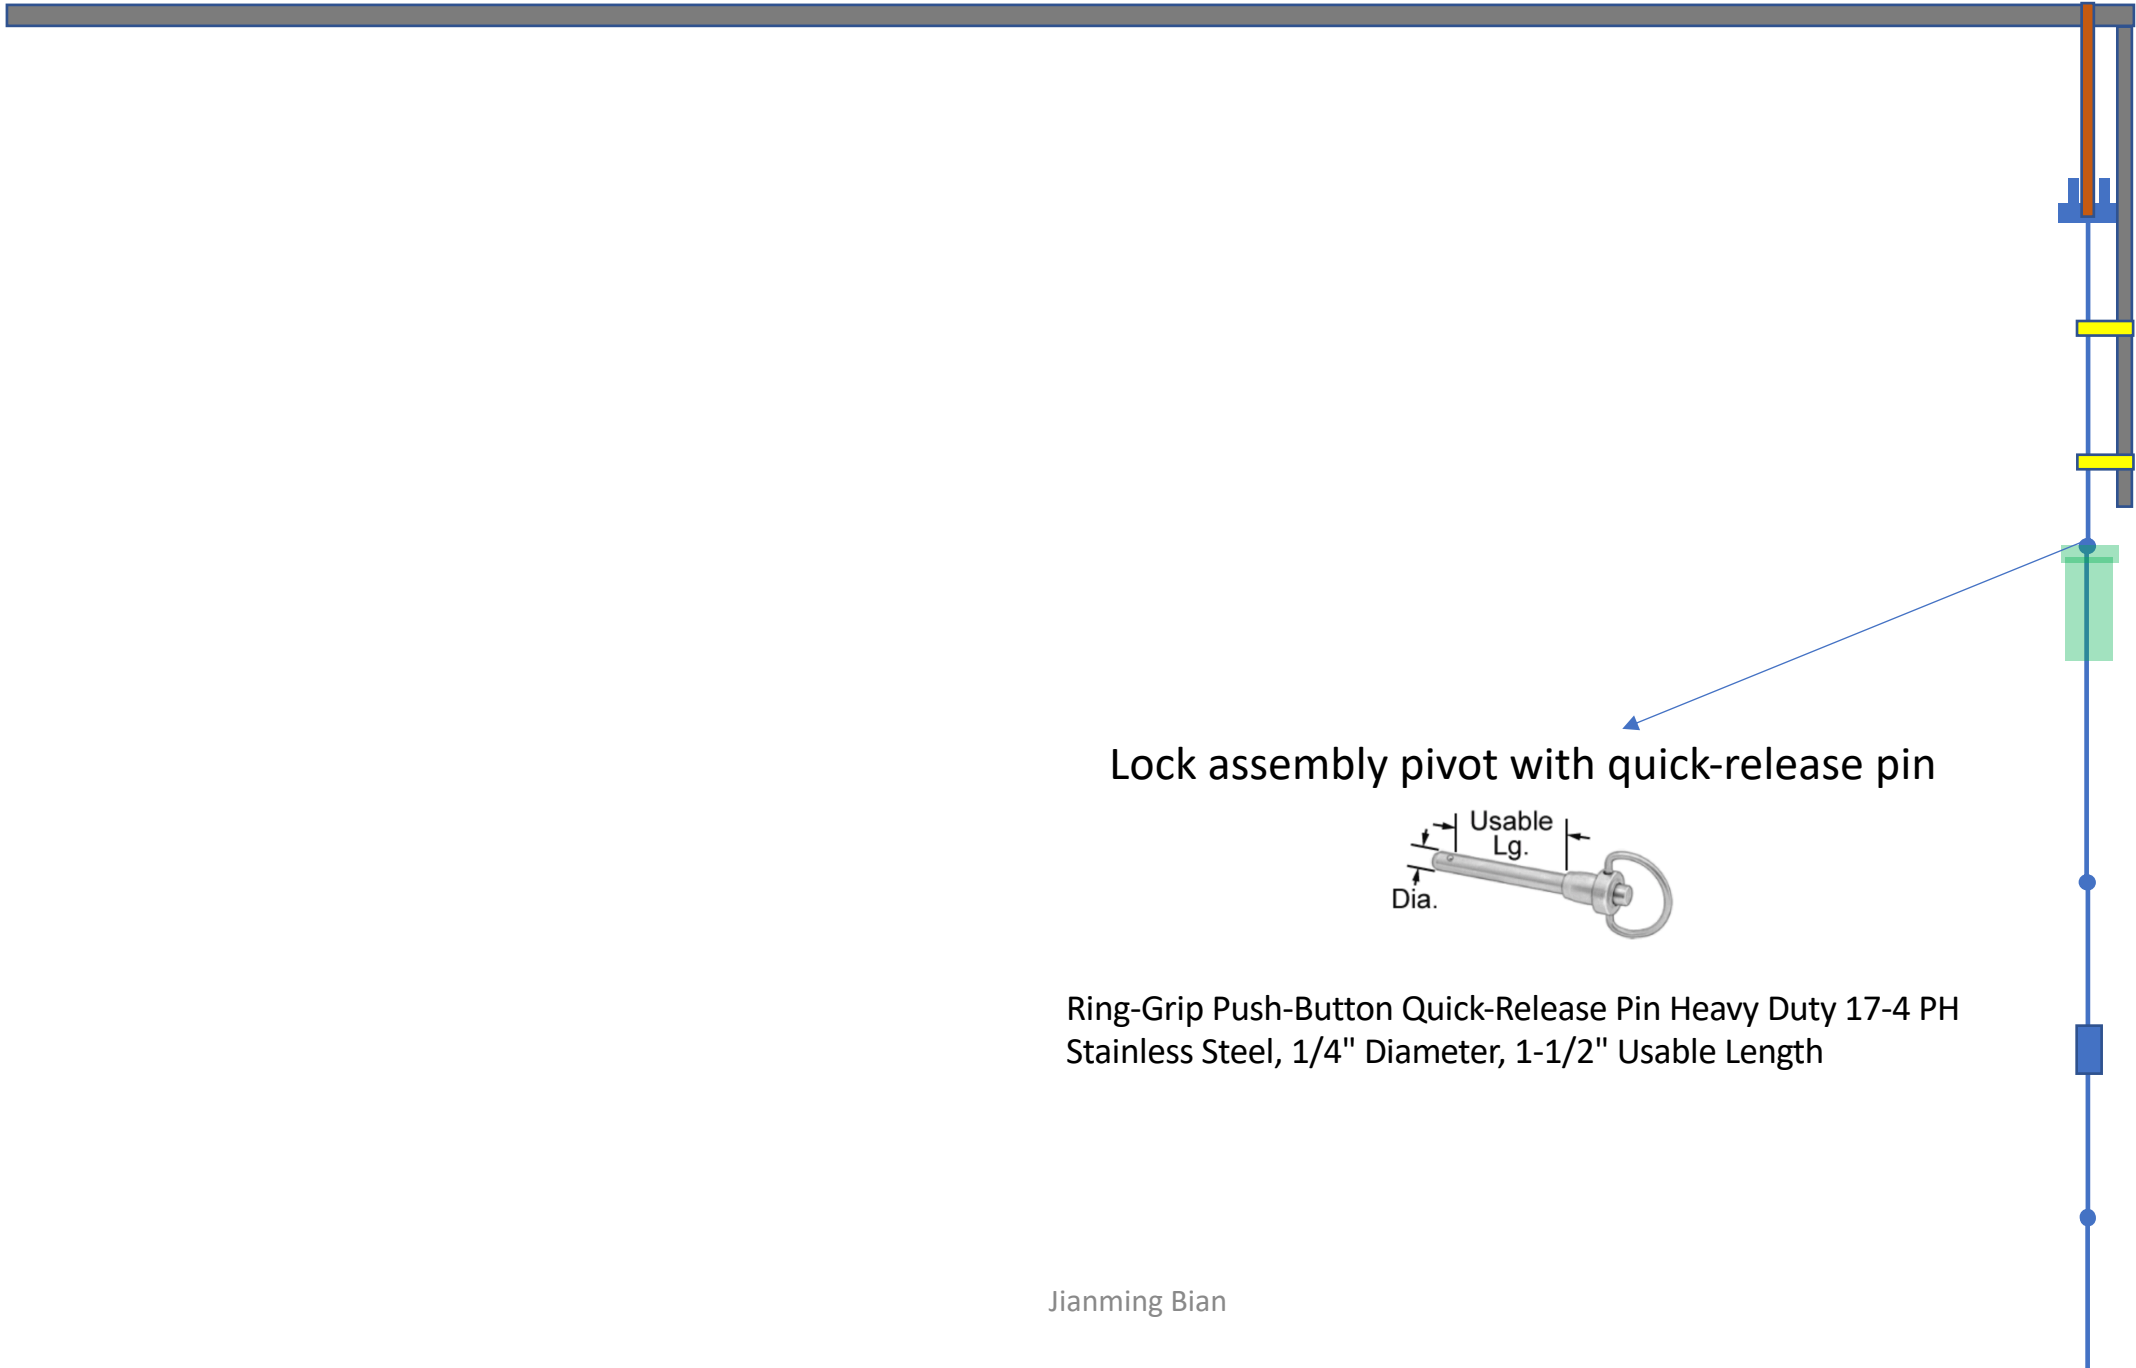 Lock assembly pivot with quick-release pin
Usable
Lg.
Dia.
Ring-Grip Push-Button Quick-Release Pin Heavy Duty 17-4 PH
Stainless Steel, 1/4" Diameter, 1-1/2" Usable Length
Jianming Bian